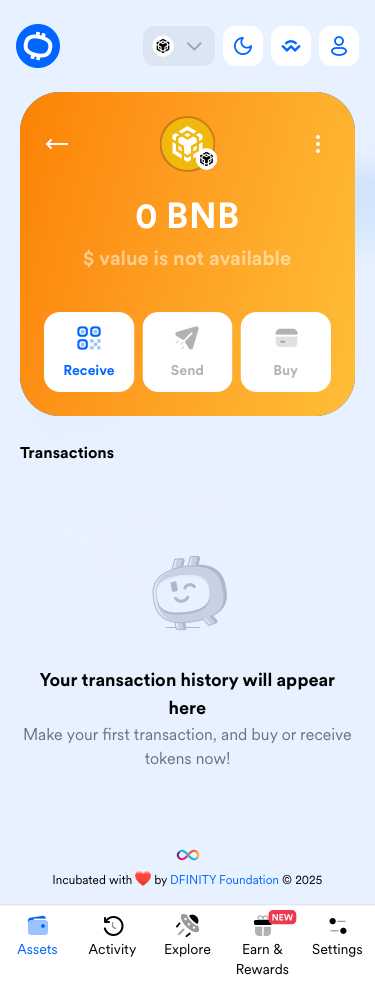 0 BNB
$ value is not available
Receive
Send
Buy
Transactions
Your transaction history will appear
here
Make your first transaction, and buy or receive
tokens now!
Incubated with ❤️ by DFINITY Foundation © 2025
NEW
Assets
Activity
Explore
Earn &
Rewards
Settings